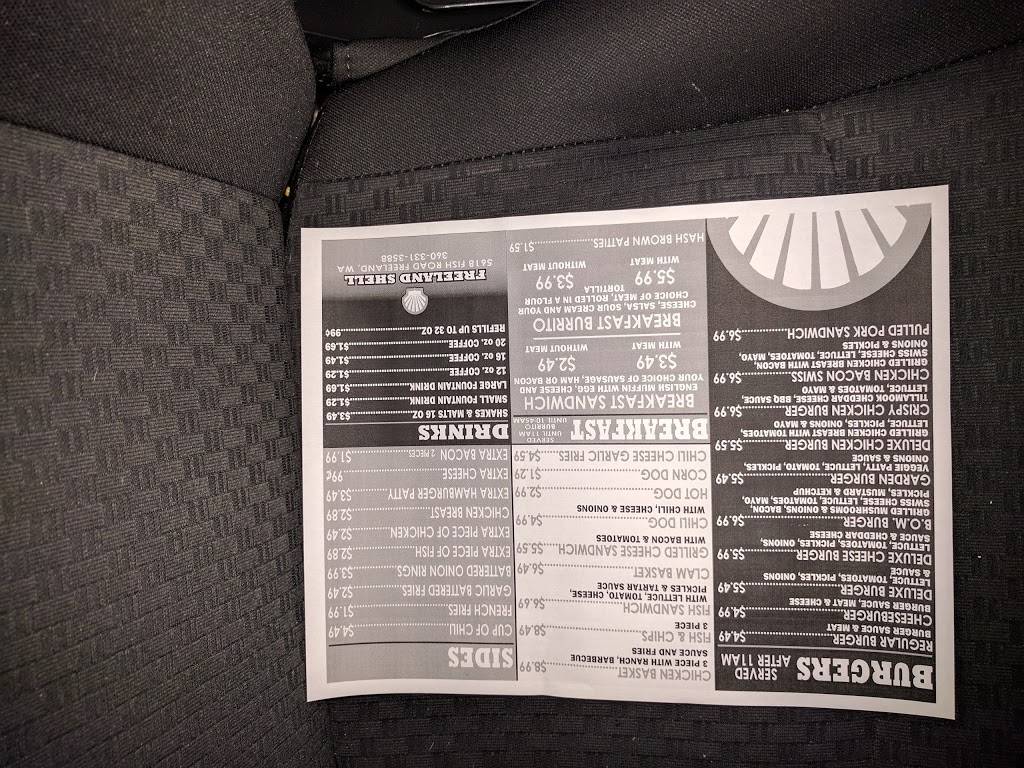 BURGERS SERVED AFTER 11AM
REGULAR BURGER $4.49
BURGER SAUCE & MEAT
CHEESEBURGER $4.99
BURGER SAUCE, MEAT & CHEESE
DELUXE BURGER $5.49
LETTUCE, TOMATOES, PICKLES, ONIONS
& SAUCE
DELUXE CHEESE BURGER $5.99
LETTUCE, TOMATOES, PICKLES, ONIONS,
SAUCE & CHEDDAR CHEESE
B.O.M. BURGER $6.99
GRILLED MUSHROOMS & ONIONS, BACON,
SWISS CHEESE, LETTUCE, TOMATOES, MAYO,
PICKLES, MUSTARD & KETCHUP
GARDEN BURGER $5.49
VEGGIE PATTY, LETTUCE, TOMATO, PICKLES,
ONIONS & SAUCE
DELUXE CHICKEN BURGER $5.59
GRILLED CHICKEN BREAST WITH TOMATOES
LETTUCE, PICKLES, ONIONS & MAYO
CRISPY CHICKEN BURGER $6.99
TILLAMOOK CHEDDAR CHEESE, BBQ SAUCE,
LETTUCE, TOMATOES & MAYO
CHICKEN BACON SWISS $6.99
GRILLED CHICKEN BREAST WITH BACON,
SWISS CHEESE, LETTUCE, TOMATOES, MAYO,
ONIONS & PICKLES
PULLED PORK SANDWICH $6.99
CHICKEN BASKET $8.99
3 PIECE WITH RANCH, BARBECUE
SAUCE AND FRIES
FISH & CHIPS $8.49
3 PIECE
FISH SANDWICH $6.69
WITH LETTUCE, TOMATO, CHEESE,
PICKLES & TARTAR SAUCE
CLAM BASKET $6.49
GRILLED CHEESE SANDWICH $5.59
WITH BACON & TOMATOES
CHILI DOG $4.99
WITH CHILI, CHEESE & ONIONS
HOT DOG $2.99
CORN DOG $1.29
CHILI CHEESE GARLIC FRIES $4.59
BREAKFAST SERVED UNTIL 11AM BURRITO UNTIL 10:45AM
BREAKFAST SANDWICH
ENGLISH MUFFIN WITH EGG, CHEESE AND
YOUR CHOICE OF SAUSAGE, HAM OR BACON
$3.49 $2.49
WITH MEAT WITHOUT MEAT
BREAKFAST BURRITO
CHEESE, SALSA, SOUR CREAM AND YOUR
CHOICE OF MEAT, ROLLED IN A FLOUR
TORTILLA
$5.99 $3.99
WITH MEAT WITHOUT MEAT
HASH BROWN PATTIES $1.59
SIDES
CUP OF CHILI $4.49
FRENCH FRIES $1.99
GARLIC BATTERED FRIES $2.49
BATTERED ONION RINGS $3.99
EXTRA PIECE OF FISH $2.89
EXTRA PIECE OF CHICKEN $2.49
CHICKEN BREAST $2.89
EXTRA HAMBURGER PATTY $3.49
EXTRA CHEESE 99¢
EXTRA BACON 2 PIECES $1.99
DRINKS
SHAKES & MALTS 16 OZ $3.49
SMALL FOUNTAIN DRINK $1.29
LARGE FOUNTAIN DRINK $1.69
12 oz. COFFEE $1.29
16 oz. COFFEE $1.49
20 oz. COFFEE $1.69
REFILLS UP TO 32 OZ 99¢
FREELAND SHELL
5618 FISH ROAD FREELAND, WA
360-331-3588